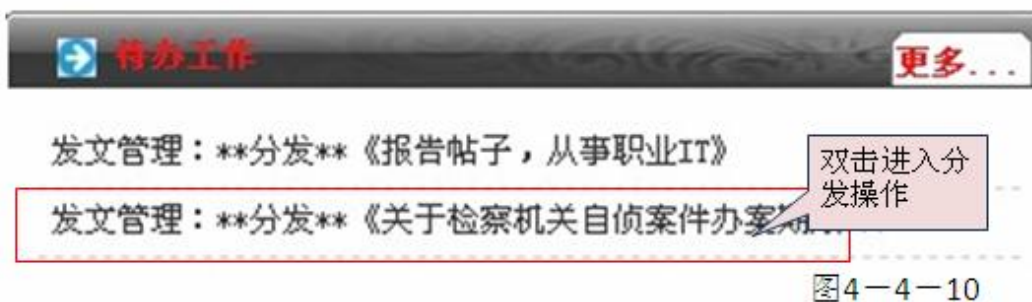 待办工作
更多...
发文管理：**分发**《报告帖子，从事职业IT》
双击进入分
发操作
发文管理：**分发**《关于检察机关自侦案件办案期
图4－4－10